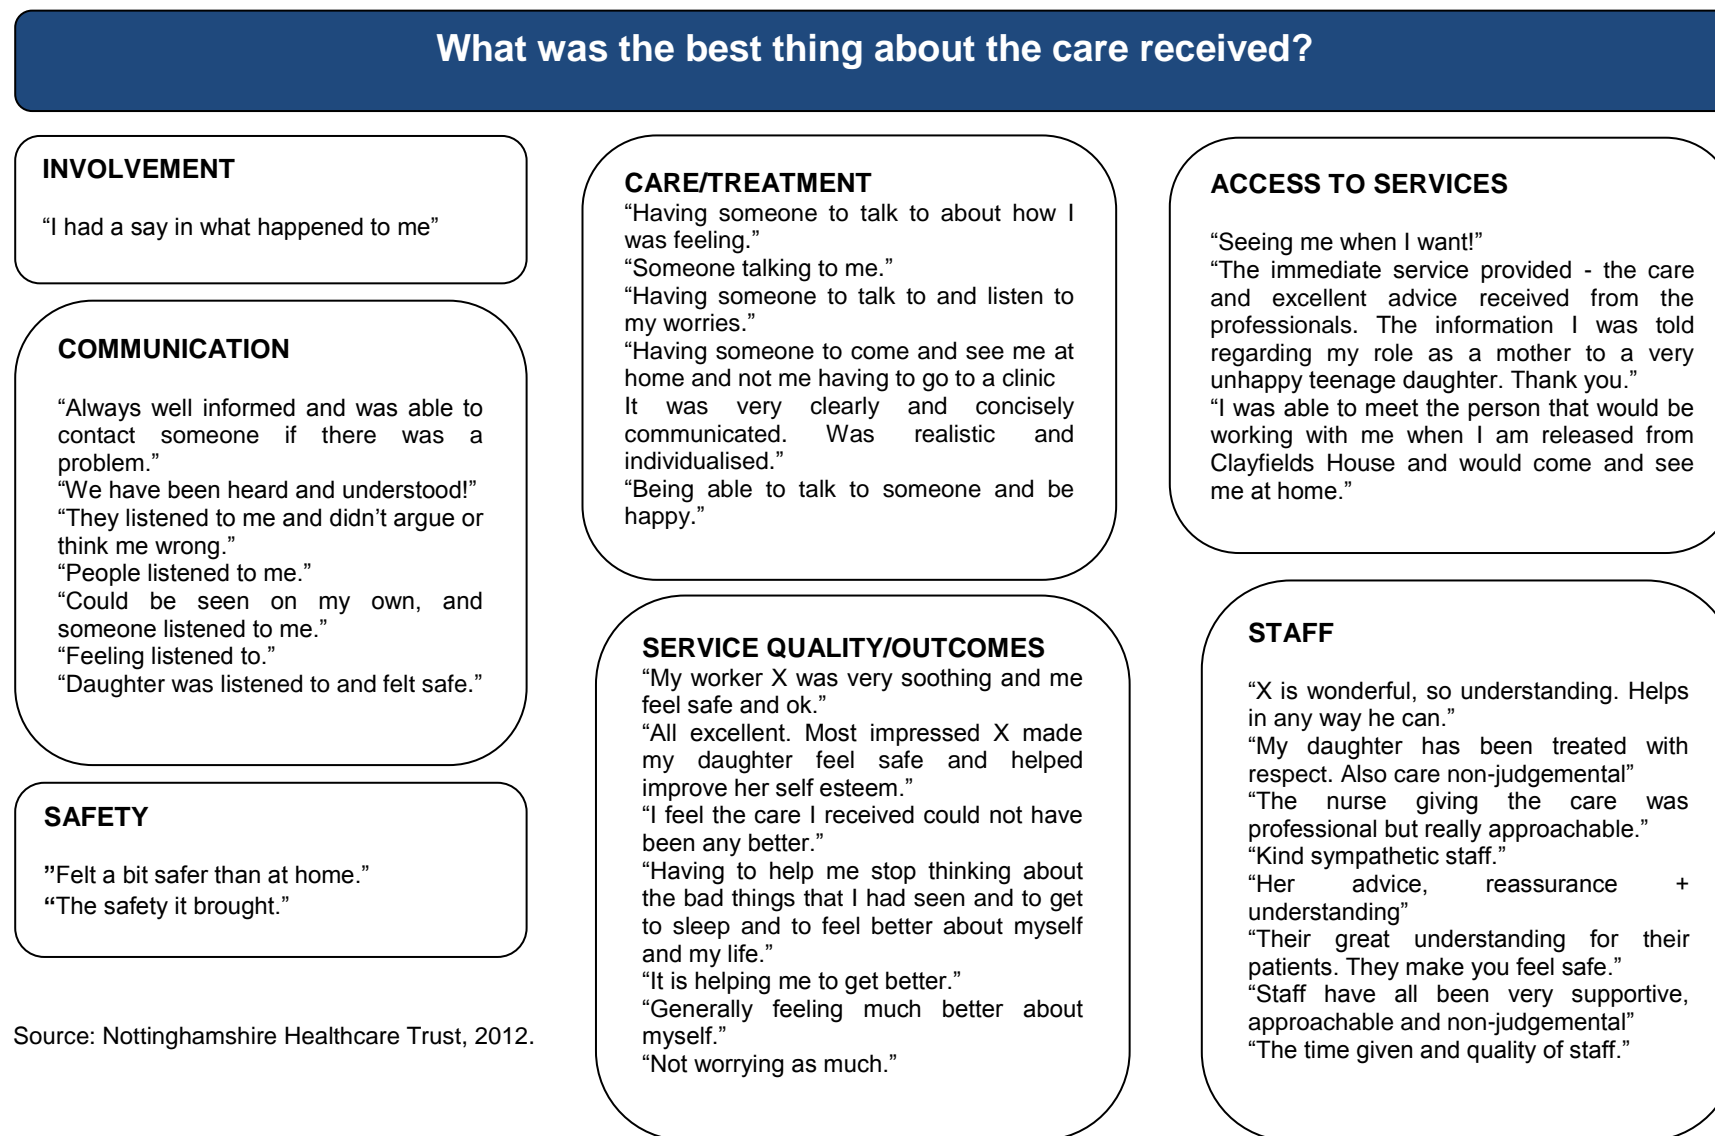 What was the best thing about the care received?
INVOLVEMENT
“I had a say in what happened to me”
COMMUNICATION
“Always well informed and was able to
contact someone if there was a
problem.”
“We have been heard and understood!”
“They listened to me and didn’t argue or
think me wrong.”
“People listened to me.”
“Could be seen on my own, and
someone listened to me.”
“Feeling listened to.”
“Daughter was listened to and felt safe.”
SAFETY
”Felt a bit safer than at home.”
“The safety it brought.”
Source: Nottinghamshire Healthcare Trust, 2012.
CARE/TREATMENT
“Having someone to talk to about how I
was feeling.”
“Someone talking to me.”
“Having someone to talk to and listen to
my worries.”
“Having someone to come and see me at
home and not me having to go to a clinic
It was very clearly and concisely
communicated. Was realistic and
individualised.”
“Being able to talk to someone and be
happy.”
SERVICE QUALITY/OUTCOMES
“My worker X was very soothing and me
feel safe and ok.”
“All excellent. Most impressed X made
my daughter feel safe and helped
improve her self esteem.”
“I feel the care I received could not have
been any better.”
“Having to help me stop thinking about
the bad things that I had seen and to get
to sleep and to feel better about myself
and my life.”
“It is helping me to get better.”
“Generally feeling much better about
myself.”
“Not worrying as much.”
ACCESS TO SERVICES
“Seeing me when I want!”
“The immediate service provided - the care
and excellent advice received from the
professionals. The information I was told
regarding my role as a mother to a very
unhappy teenage daughter. Thank you.”
“I was able to meet the person that would be
working with me when I am released from
Clayfields House and would come and see
me at home.”
STAFF
“X is wonderful, so understanding. Helps
in any way he can.”
“My daughter has been treated with
respect. Also care non-judgemental”
“The nurse giving the care was
professional but really approachable.”
“Kind sympathetic staff.”
“Her advice, reassurance +
understanding”
“Their great understanding for their
patients. They make you feel safe.”
“Staff have all been very supportive,
approachable and non-judgemental”
“The time given and quality of staff.”